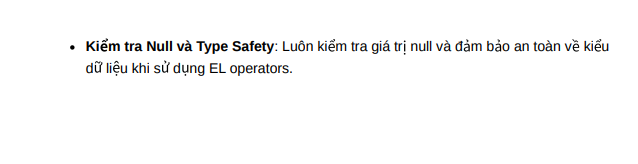 • Kiểm tra Null và Type Safety: Luôn kiểm tra giá trị null và đảm bảo an toàn về kiểu
dữ liệu khi sử dụng EL operators.